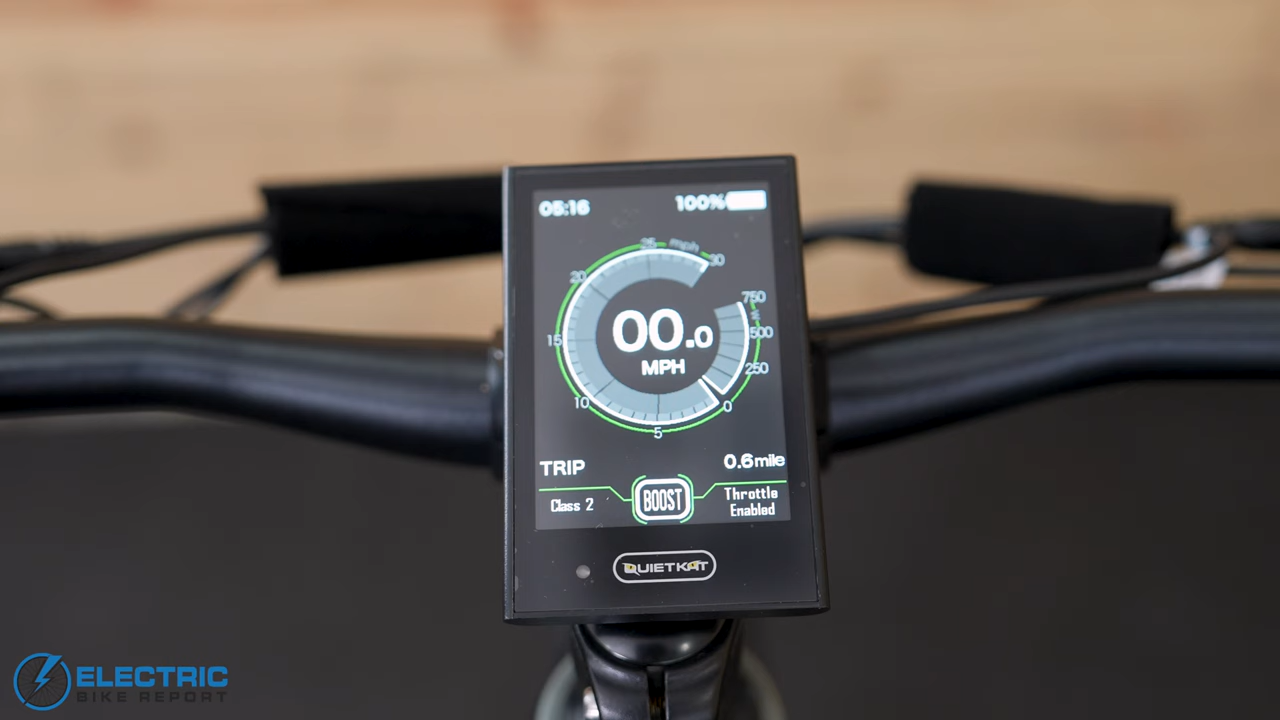 05:16 100%
25 mph 30
20
750
W
15
500
00.0
MPH
250
10
0
5
TRIP 0.6mile
Class 2 BOOST Throttle
Enabled
QUIETKAT
ELECTRIC
BIKE REPORT